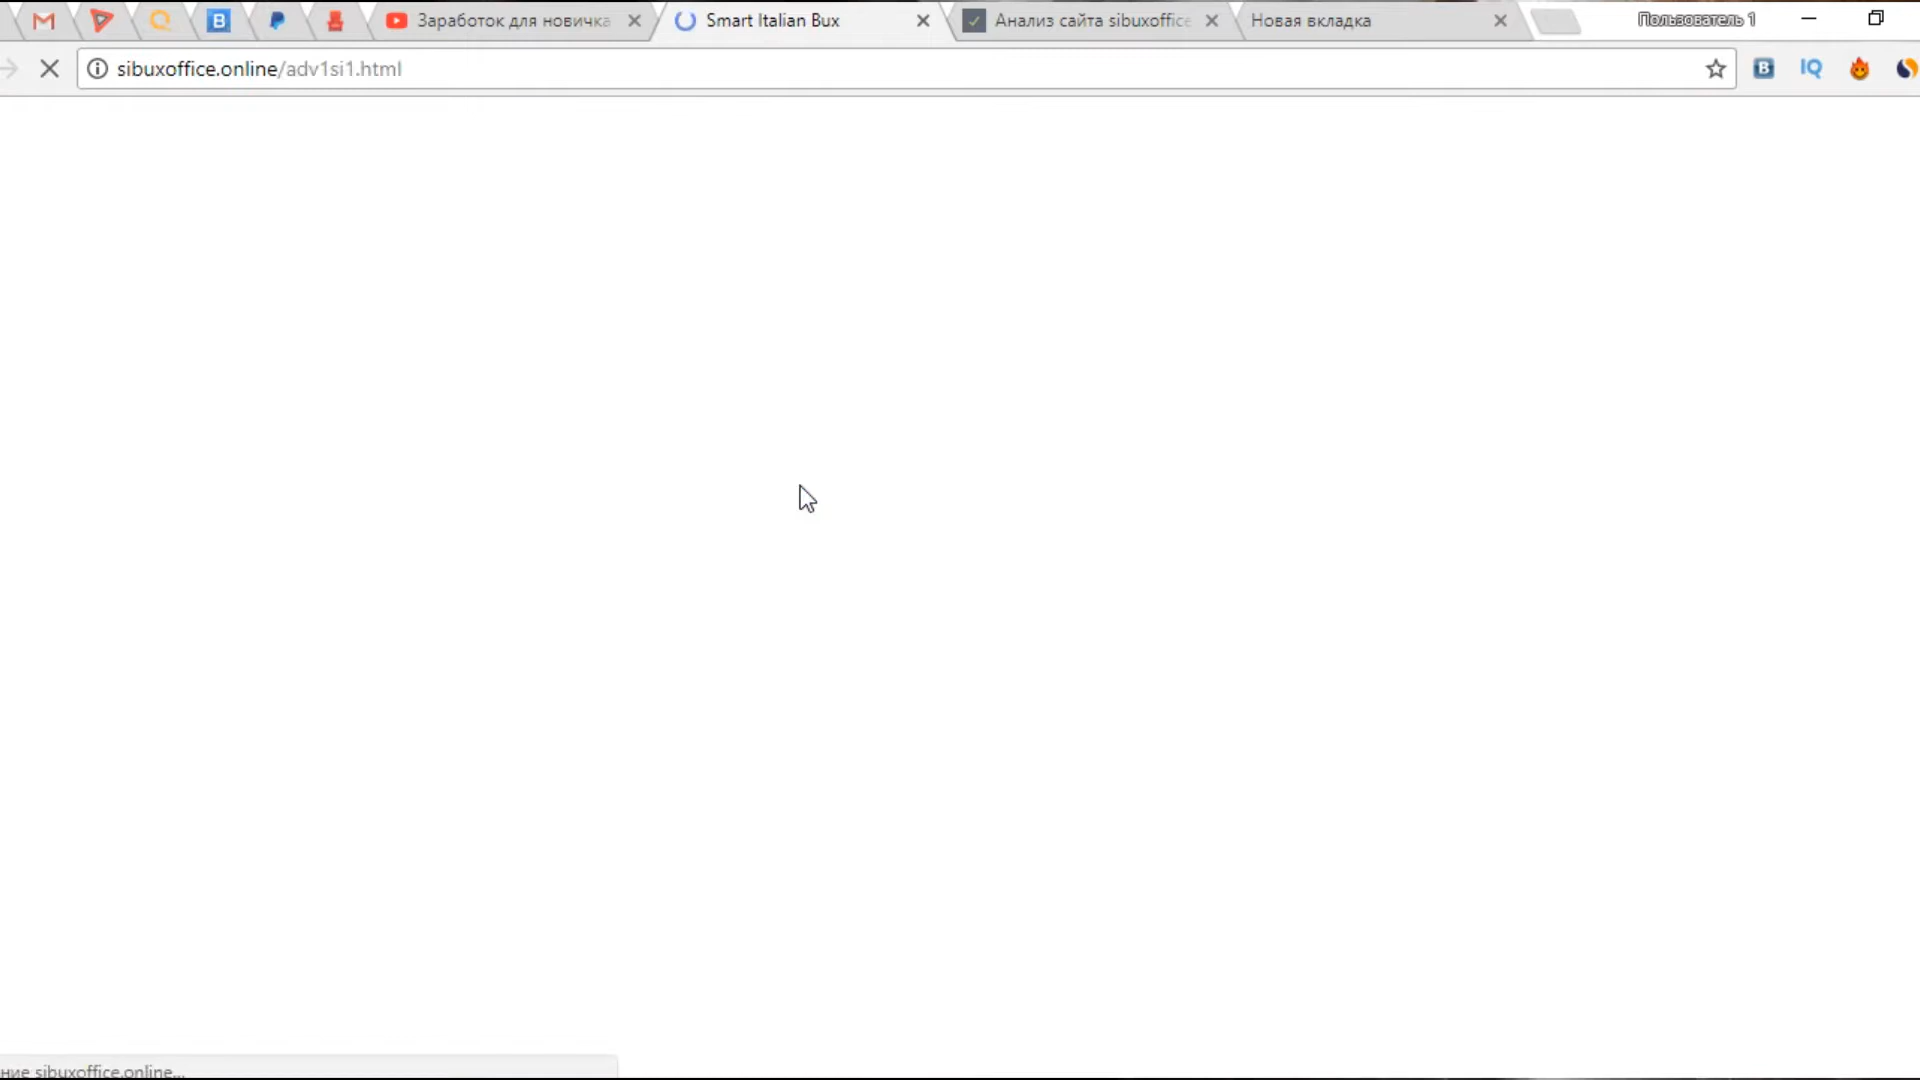 Заработок для новичка
Smart Italian Bux
Анализ сайта sibuxoffice
Новая вкладка
Пользователь 1
sibuxoffice.online/adv1si1.html
B
IQ
ние sibuxoffice.online...